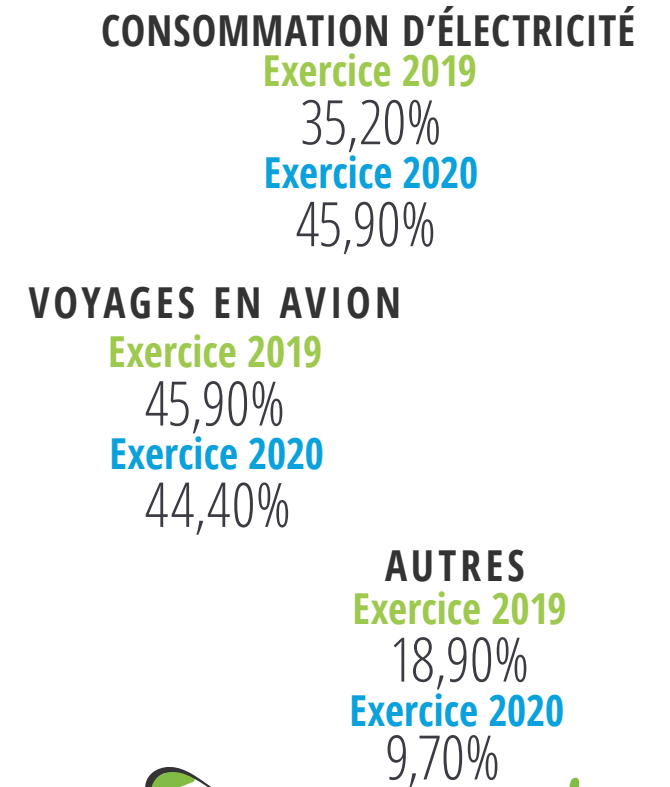 CONSOMMATION D’ÉLECTRICITÉ
Exercice 2019
35,20%
Exercice 2020
45,90%
VOYAGES EN AVION
Exercice 2019
45,90%
Exercice 2020
44,40%
AUTRES
Exercice 2019
18,90%
Exercice 2020
9,70%